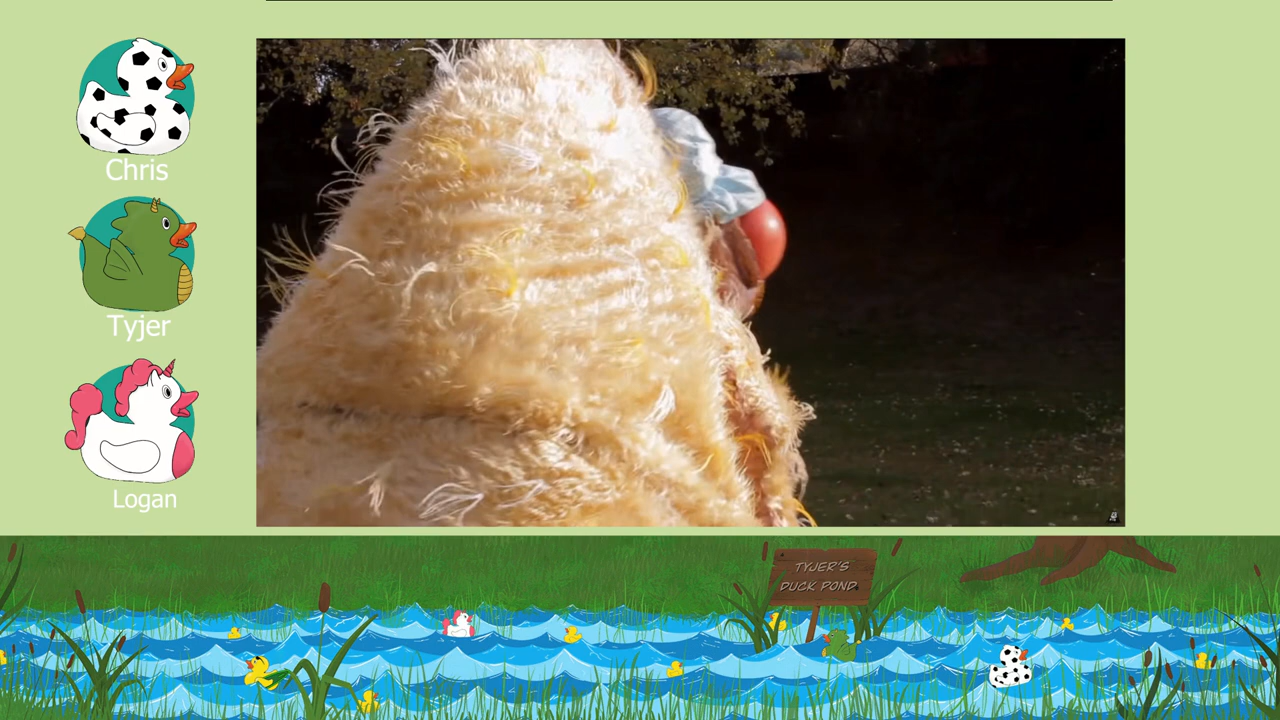 Chris
Tyjer
Logan
TYJER'S
DUCK POND